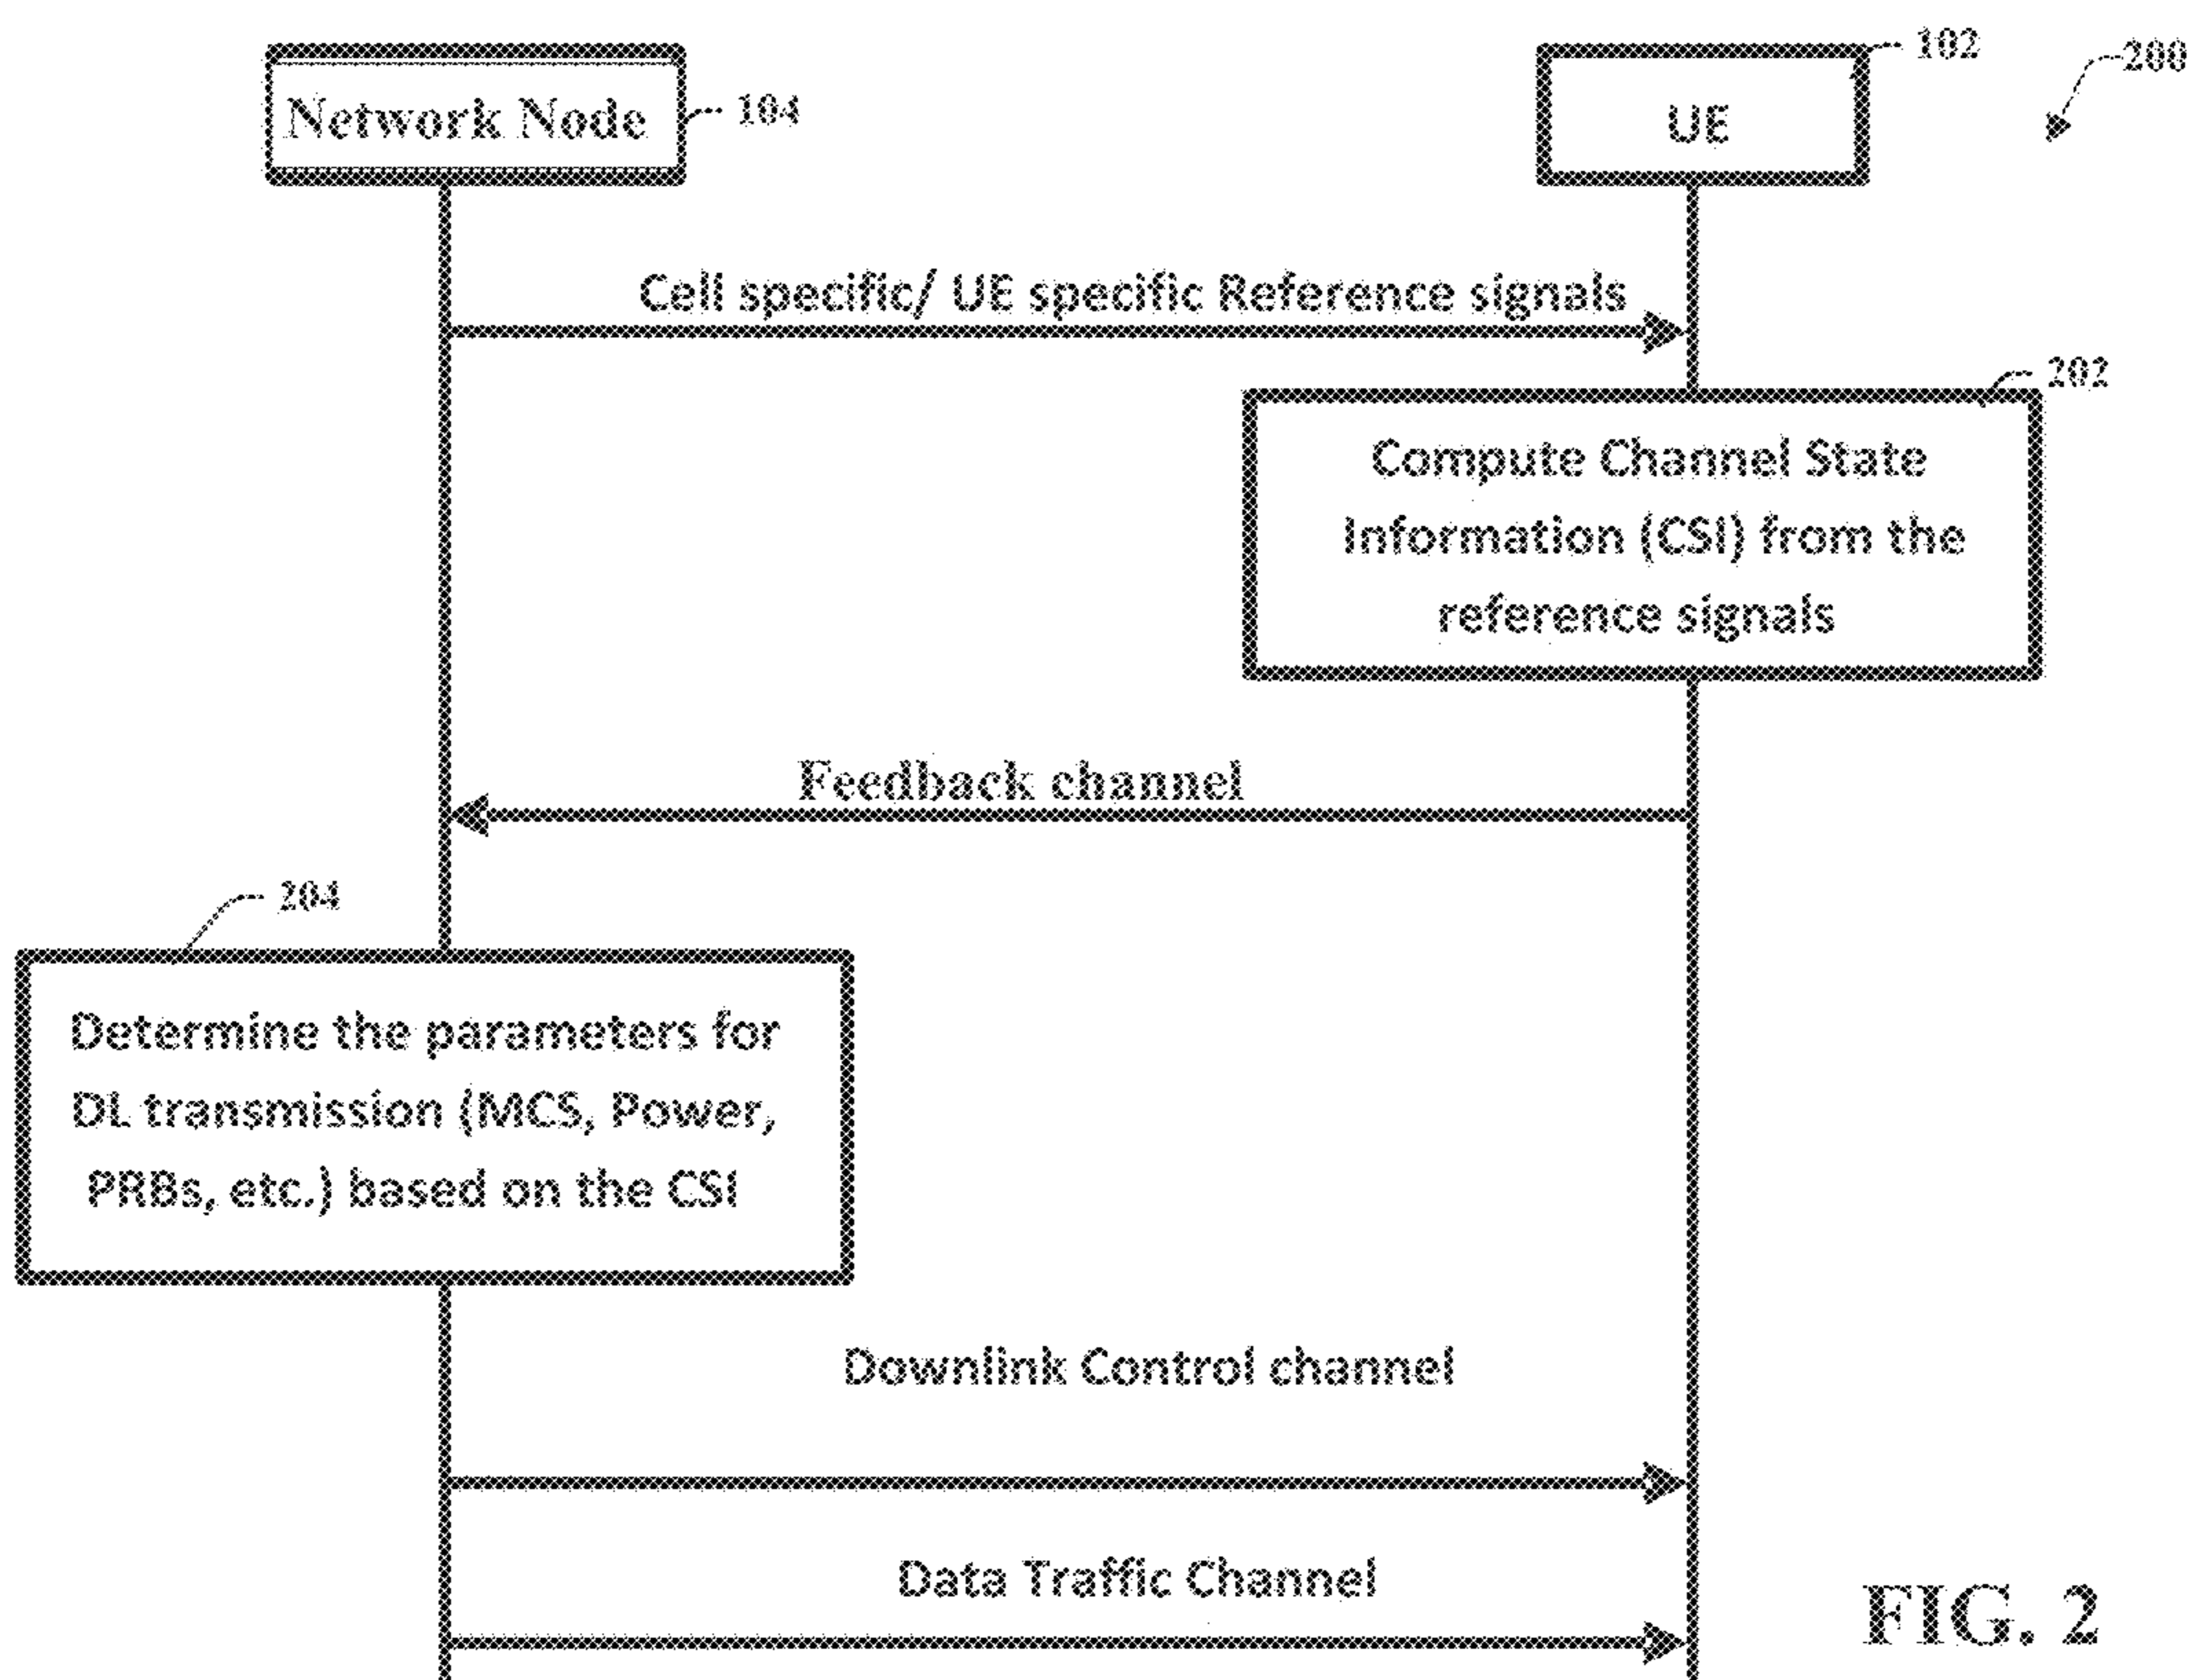 Network Node
104
UE
102
200
Cell specific/ UE specific Reference signals
202
Compute Channel State
Information (CSI) from the
reference signals
Feedback channel
204
Determine the parameters for
DL transmission (MCS, Power,
PRBs, etc.) based on the CSI
Downlink Control channel
Data Traffic Channel
FIG. 2